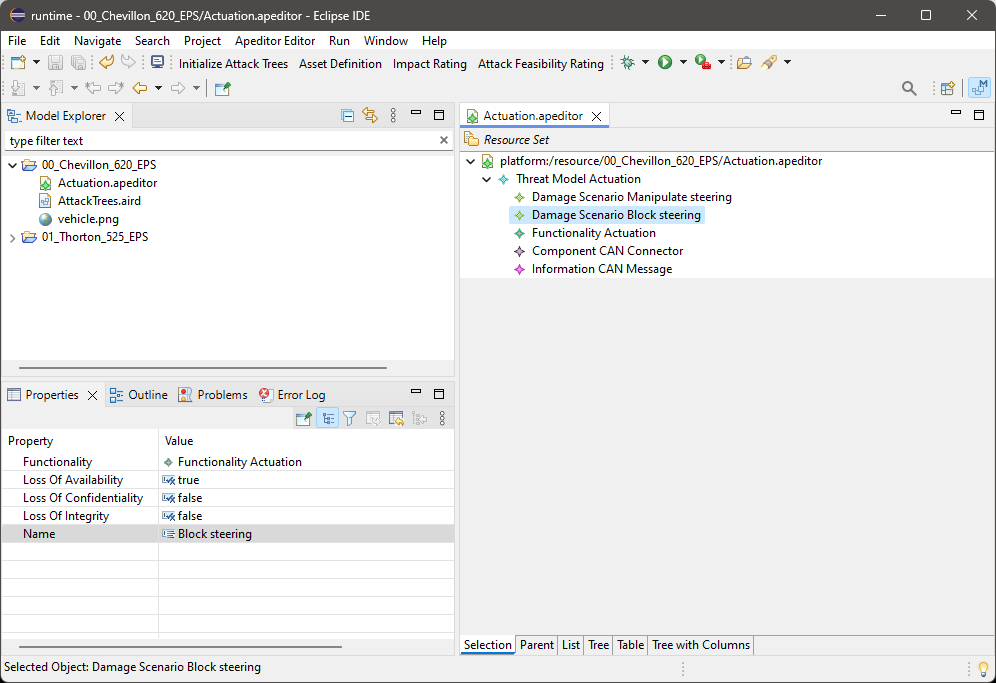 runtime - 00_Chevillon_620_EPS/Actuation.apeditor - Eclipse IDE
File Edit Navigate Search Project Apeditor Editor Run Window Help
Initialize Attack Trees Asset Definition Impact Rating Attack Feasibility Rating
Model Explorer
type filter text
00_Chevillon_620_EPS
Actuation.apeditor
AttackTrees.aird
vehicle.png
01_Thorton_525_EPS
Actuation.apeditor
Resource Set
platform:/resource/00_Chevillon_620_EPS/Actuation.apeditor
Threat Model Actuation
Damage Scenario Manipulate steering
Damage Scenario Block steering
Functionality Actuation
Component CAN Connector
Information CAN Message
Properties Outline Problems Error Log
Property Value
Functionality Functionality Actuation
Loss Of Availability true
Loss Of Confidentiality false
Loss Of Integrity false
Name Block steering
Selection Parent List Tree Table Tree with Columns
Selected Object: Damage Scenario Block steering